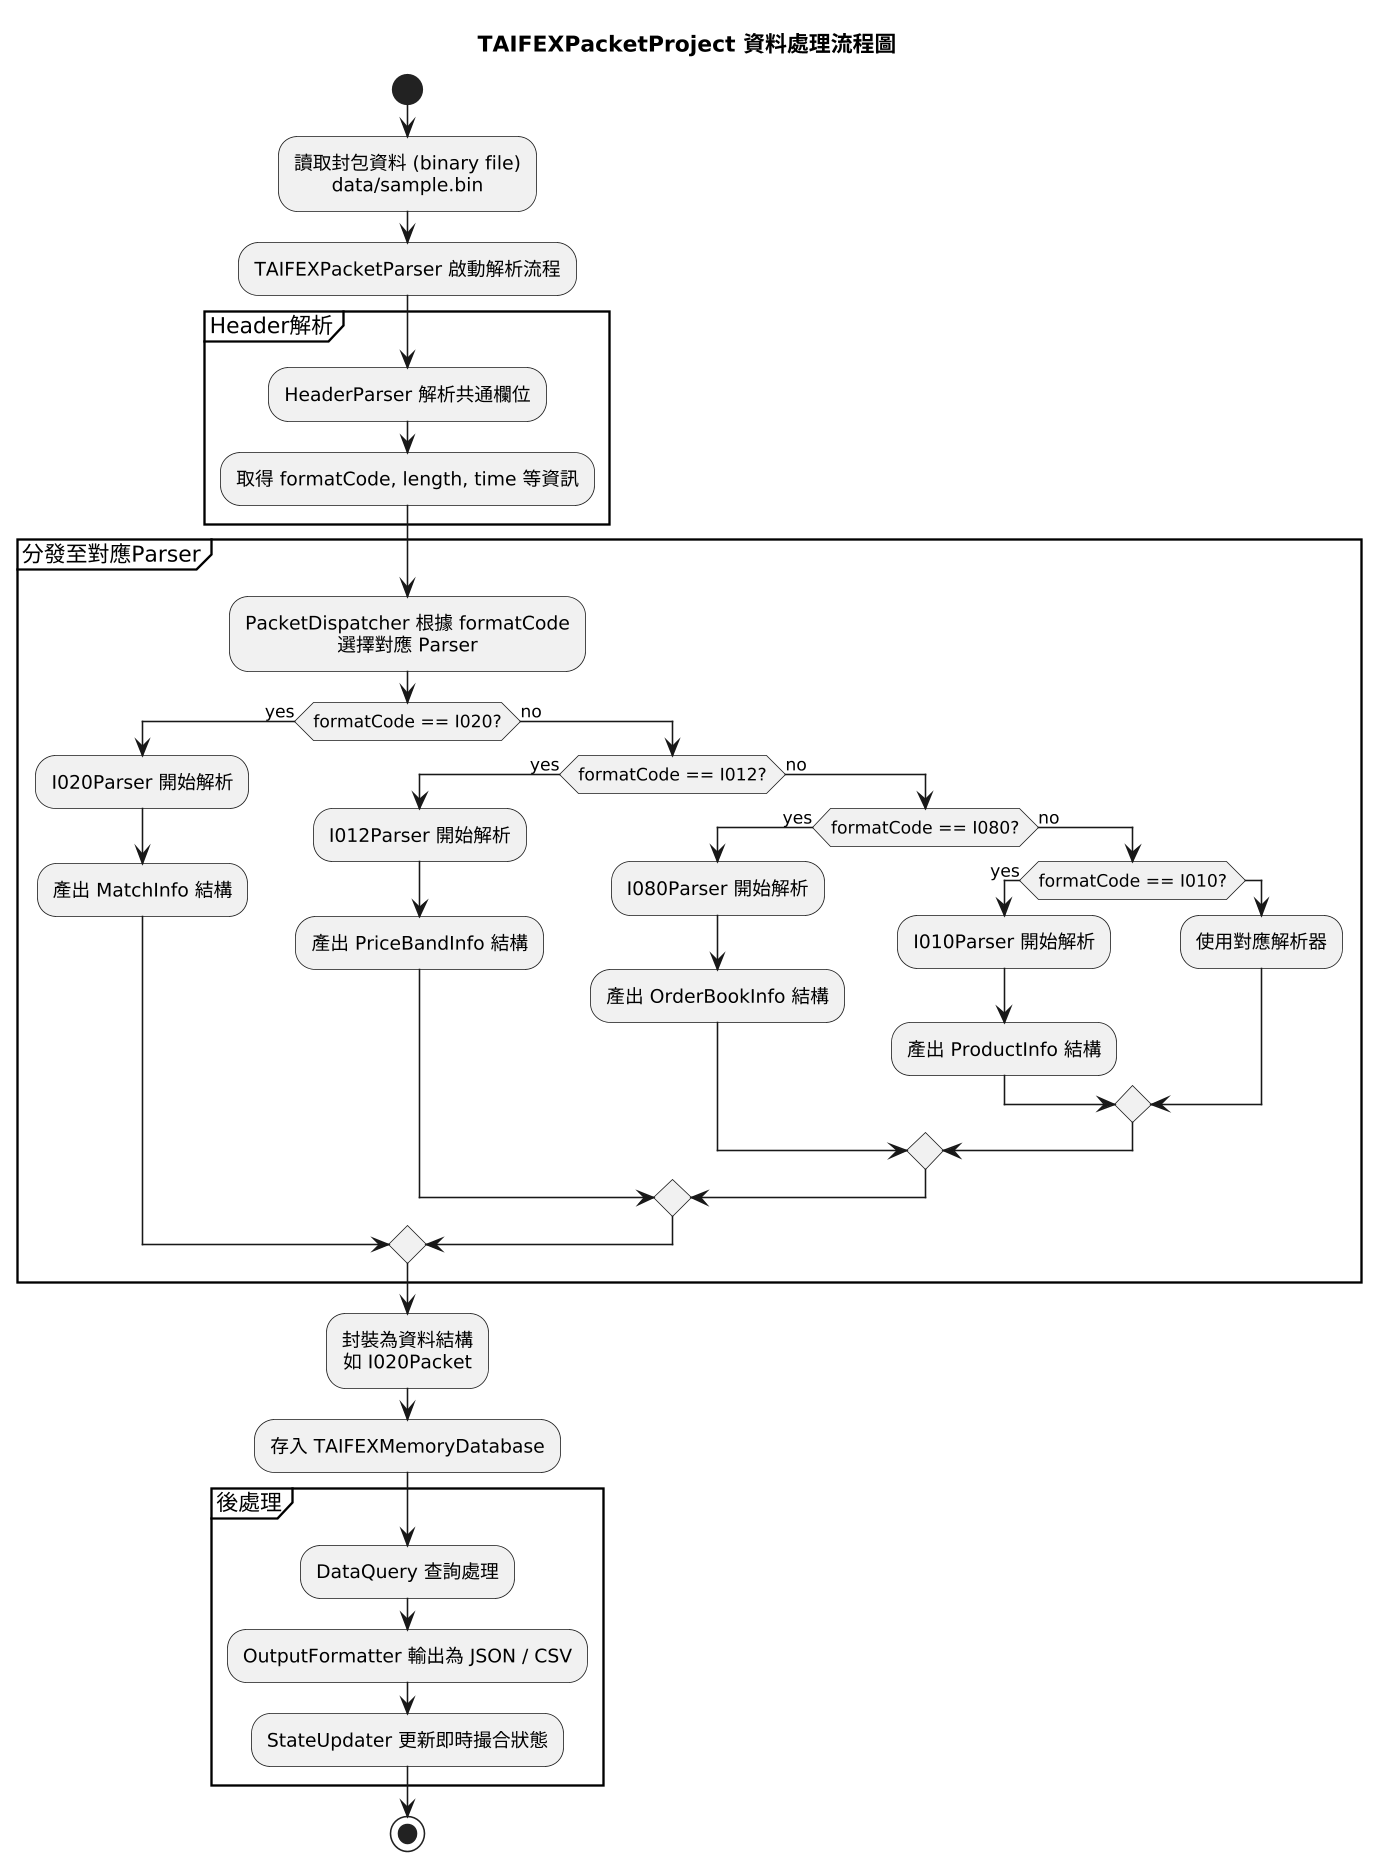 TAIFEXPacketProject 資料處理流程圖
讀取封包資料 (binary file)
data/sample.bin
TAIFEXPacketParser 啟動解析流程
Header解析
HeaderParser 解析共通欄位
取得 formatCode, length, time 等資訊
分發至對應Parser
PacketDispatcher 根據 formatCode
選擇對應 Parser
formatCode == I020?
yes
no
I020Parser 開始解析
產出 MatchInfo 結構
formatCode == I012?
yes
no
I012Parser 開始解析
產出 PriceBandInfo 結構
formatCode == I080?
yes
no
I080Parser 開始解析
產出 OrderBookInfo 結構
formatCode == I010?
yes
I010Parser 開始解析
產出 ProductInfo 結構
使用對應解析器
封裝為資料結構
如 I020Packet
存入 TAIFEXMemoryDatabase
後處理
DataQuery 查詢處理
OutputFormatter 輸出為 JSON / CSV
StateUpdater 更新即時撮合狀態